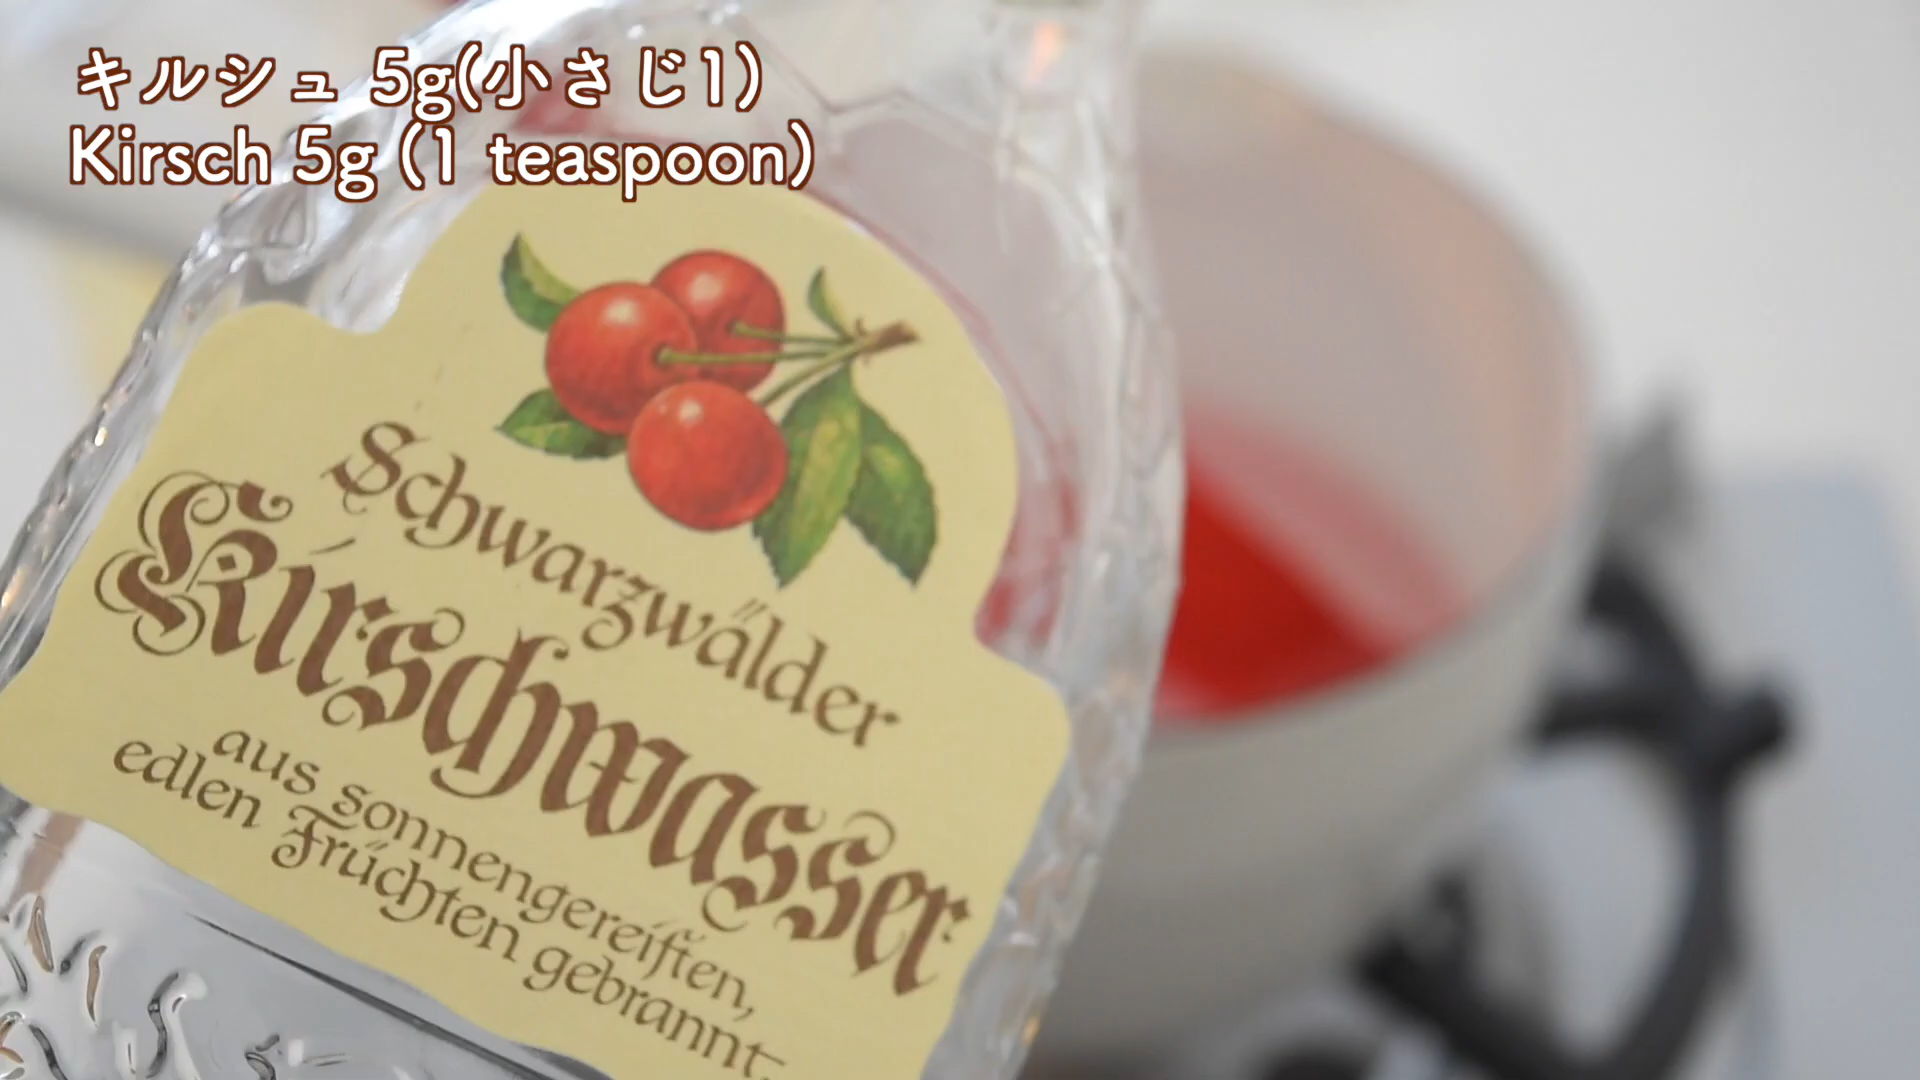 キルシュ 5g(小さじ1)
Kirsch 5g (1 teaspoon)
Schwarzwälder
Kirschwasser
aus sonnengereiften,
edlen Früchten gebrannt.